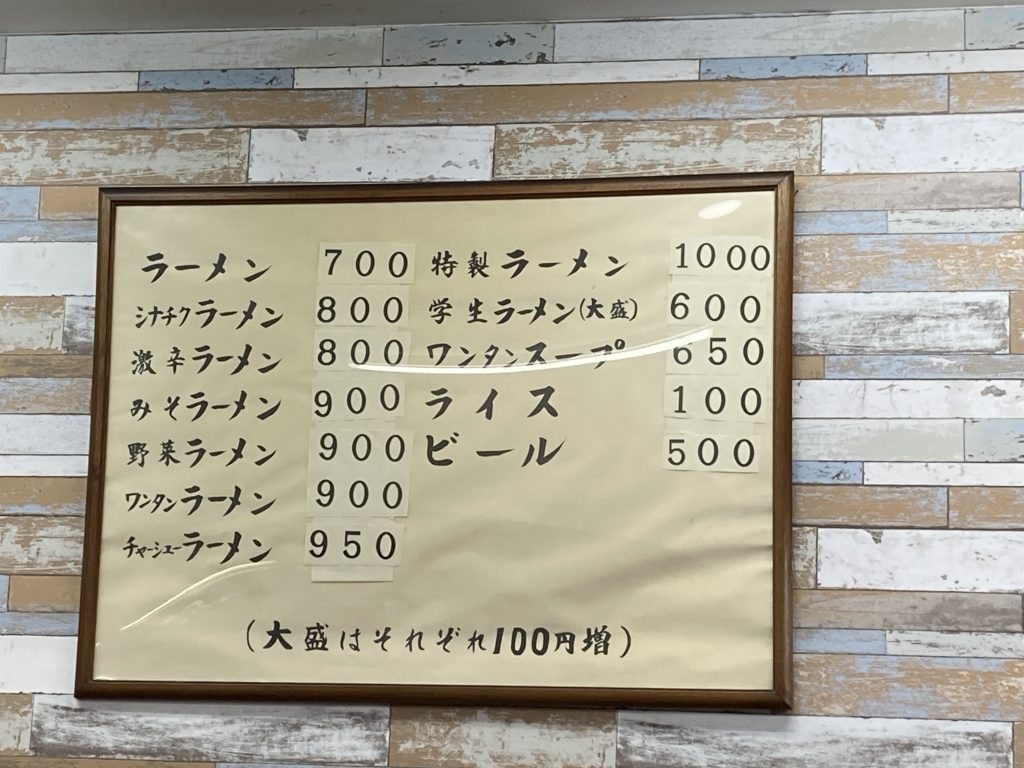 ラーメン 700
シナチクラーメン 800
激辛ラーメン 800
みそラーメン 900
野菜ラーメン 900
ワンタンラーメン 900
チャーシューラーメン 950
特製ラーメン 1000
学生ラーメン(大盛) 600
ワンタンスープ 650
ライス 100
ビール 500
(大盛はそれぞれ100円増)